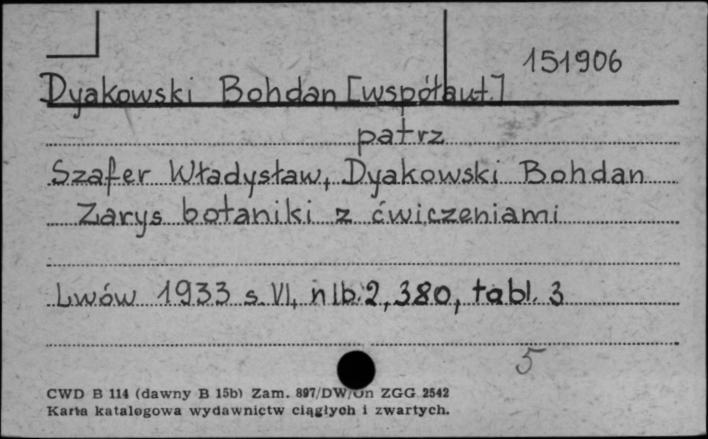 151906
Dyakowski Bohdan [współaut.]
patrz
Szafer Władysław, Dyakowski Bohdan
Zarys botaniki z ćwiczeniami
Lwów 1933 s. VI, nlb. 2, 380, tabl. 3
5
CWD B 114 (dawny B 15b) Zam. 897/DW/Un ZGG 2542
Karta katalogowa wydawnictw ciągłych i zwartych.